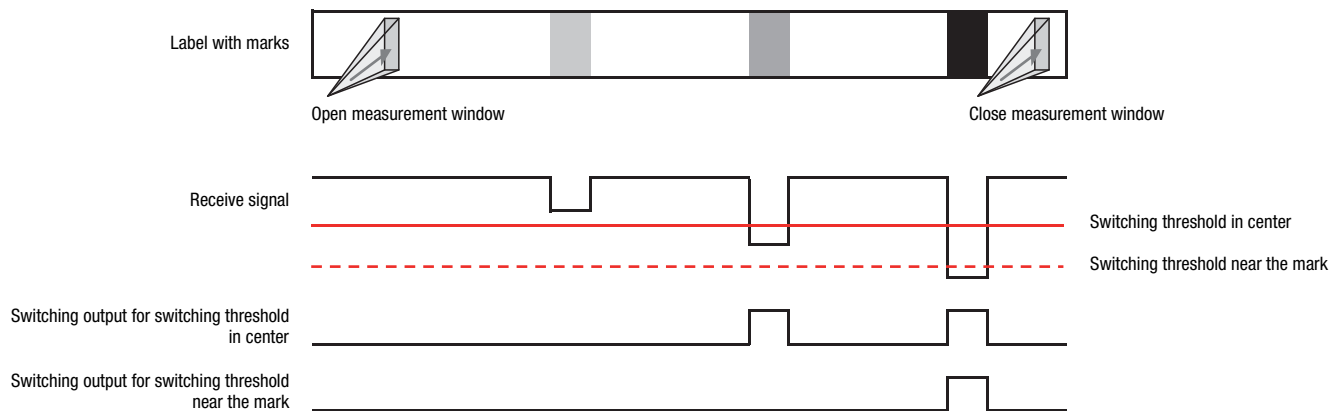 Label with marks
Open measurement window
Close measurement window
Receive signal
Switching threshold in center
Switching threshold near the mark
Switching output for switching threshold
in center
Switching output for switching threshold
near the mark